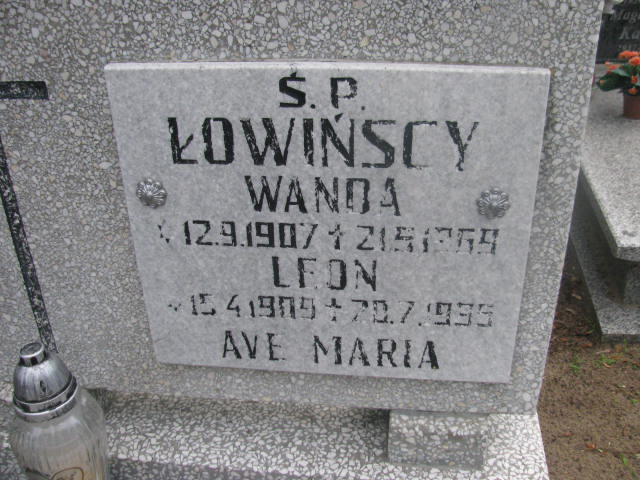 Ś. P.
ŁOWIŃSCY
WANDA
* 12.9.1907 † 21.5.1969
LEON
* 15.4.1909 † 20.7.1995
AVE MARIA